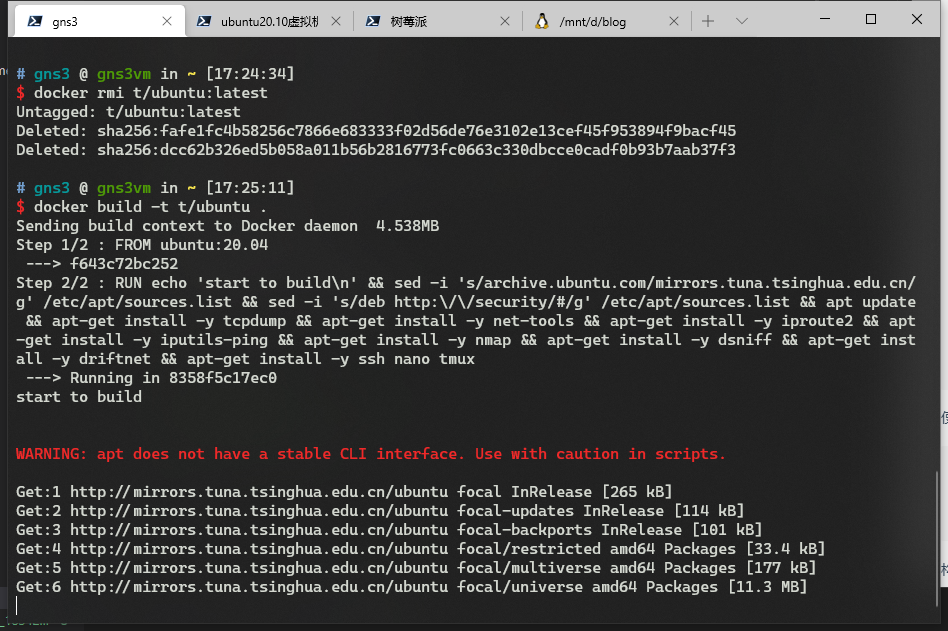 gns3
ubuntu20.10虚拟机
树莓派
/mnt/d/blog
# gns3 @ gns3vm in ~ [17:24:34]
$ docker rmi t/ubuntu:latest
Untagged: t/ubuntu:latest
Deleted: sha256:fafe1fc4b58256c7866e683333f02d56de76e3102e13cef45f953894f9bacf45
Deleted: sha256:dcc62b326ed5b058a011b56b2816773fc0663c330dbcce0cadf0b93b7aab37f3
# gns3 @ gns3vm in ~ [17:25:11]
$ docker build -t t/ubuntu .
Sending build context to Docker daemon  4.538MB
Step 1/2 : FROM ubuntu:20.04
 ---> f643c72bc252
Step 2/2 : RUN echo 'start to build\n' && sed -i 's/archive.ubuntu.com/mirrors.tuna.tsinghua.edu.cn/
g' /etc/apt/sources.list && sed -i 's/deb http:\/\/security/#/g' /etc/apt/sources.list && apt update
 && apt-get install -y tcpdump && apt-get install -y net-tools && apt-get install -y iproute2 && apt
-get install -y iputils-ping && apt-get install -y nmap && apt-get install -y dsniff && apt-get inst
all -y driftnet && apt-get install -y ssh nano tmux
 ---> Running in 8358f5c17ec0
start to build
WARNING: apt does not have a stable CLI interface. Use with caution in scripts.
Get:1 http://mirrors.tuna.tsinghua.edu.cn/ubuntu focal InRelease [265 kB]
Get:2 http://mirrors.tuna.tsinghua.edu.cn/ubuntu focal-updates InRelease [114 kB]
Get:3 http://mirrors.tuna.tsinghua.edu.cn/ubuntu focal-backports InRelease [101 kB]
Get:4 http://mirrors.tuna.tsinghua.edu.cn/ubuntu focal/restricted amd64 Packages [33.4 kB]
Get:5 http://mirrors.tuna.tsinghua.edu.cn/ubuntu focal/multiverse amd64 Packages [177 kB]
Get:6 http://mirrors.tuna.tsinghua.edu.cn/ubuntu focal/universe amd64 Packages [11.3 MB]